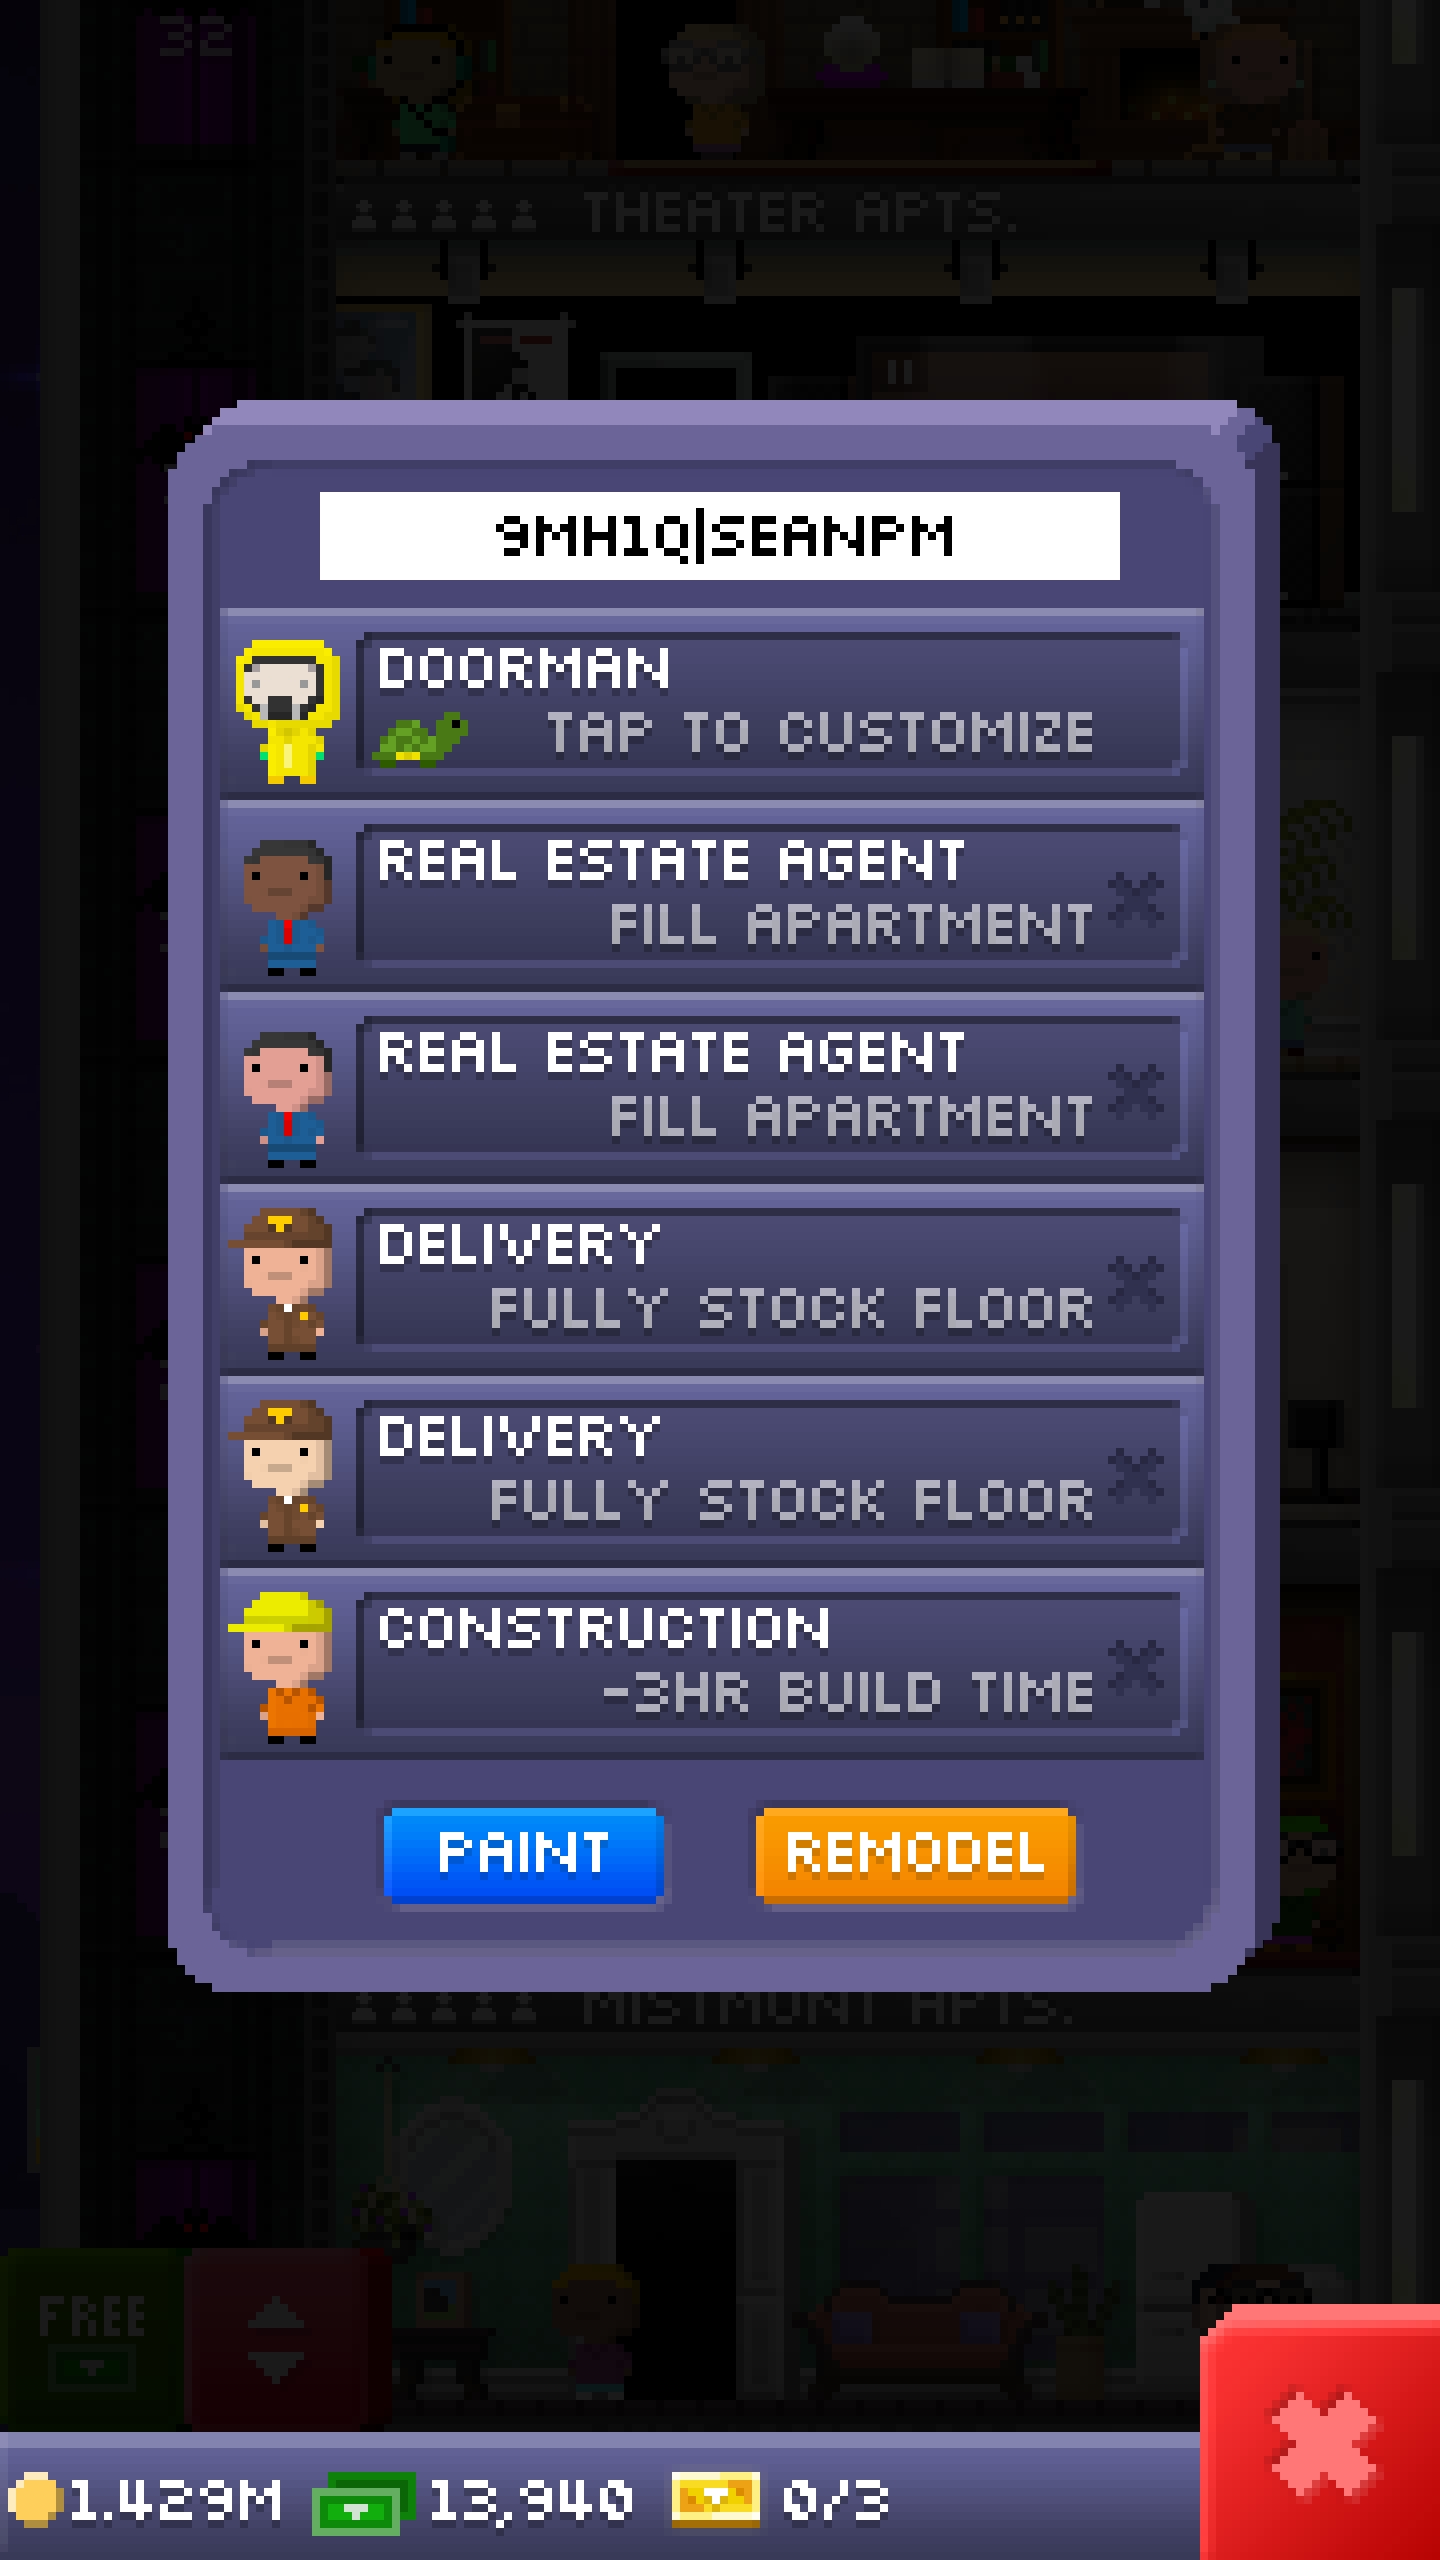 32
THEATER APTS.
9MH1Q|SEANPM
DOORMAN
TAP TO CUSTOMIZE
REAL ESTATE AGENT
FILL APARTMENT
REAL ESTATE AGENT
FILL APARTMENT
DELIVERY
FULLY STOCK FLOOR
DELIVERY
FULLY STOCK FLOOR
CONSTRUCTION
-3HR BUILD TIME
PAINT REMODEL
MISTMONT APTS.
FREE
1.429M 13,940 0/3